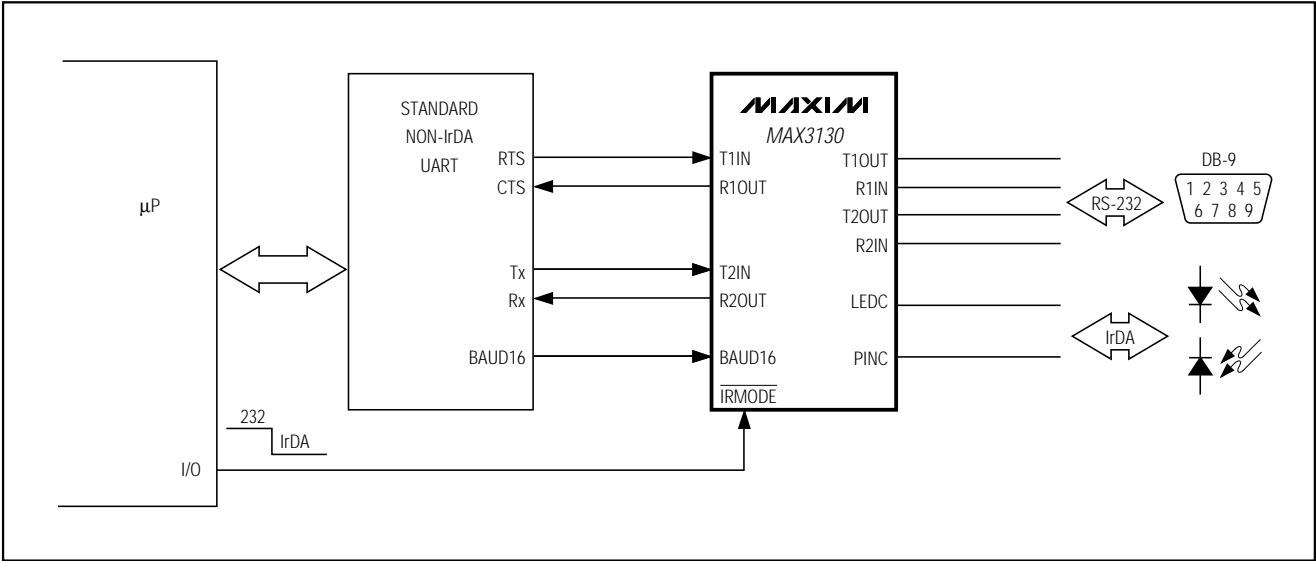 μP
I/O
232
IrDA
STANDARD
NON-IrDA
UART
RTS
CTS
Tx
Rx
BAUD16
MAXIM
MAX3130
T1IN
R1OUT
T2IN
R2OUT
BAUD16
IRMODE
T1OUT
R1IN
T2OUT
R2IN
LEDC
PINC
RS-232
IrDA
DB-9
1 2 3 4 5
6 7 8 9